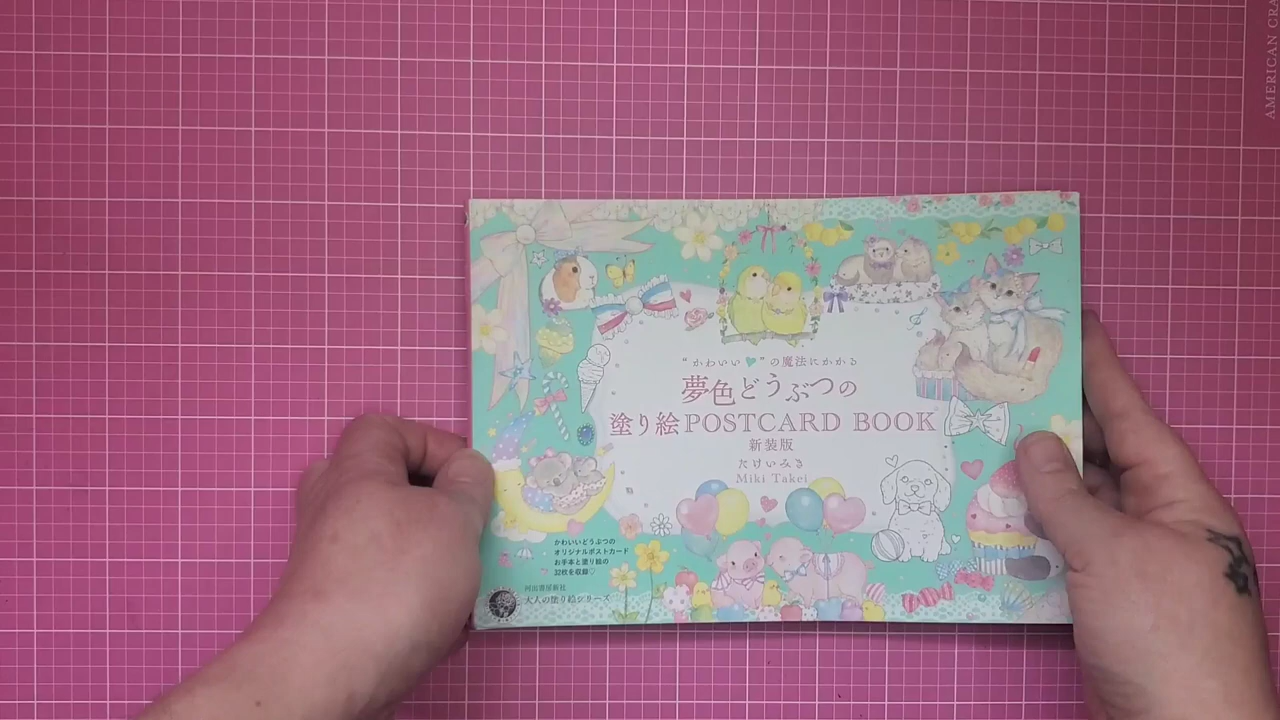 AMERICAN CRA
“かわいい♥”の魔法にかかる
夢色どうぶつの
塗り絵POSTCARD BOOK
新装版
たけいみき
Miki Takei
かわいいどうぶつの
オリジナルポストカード
お手本と塗り絵の
32枚を収録♡
河出書房新社
大人の塗り絵シリーズ